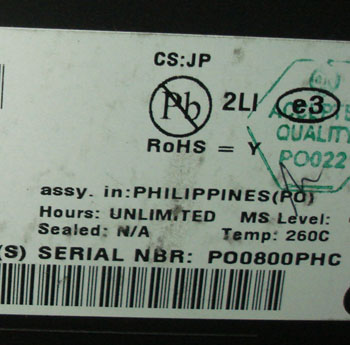 CS:JP
Pb 2LI e3
RoHS = Y
ACCEPTE
QUALITY
PO022
assy. in:PHILIPPINES(PO)
Hours: UNLIMITED MS Level:
Sealed: N/A Temp: 260C
(S) SERIAL NBR: PO0800PHC